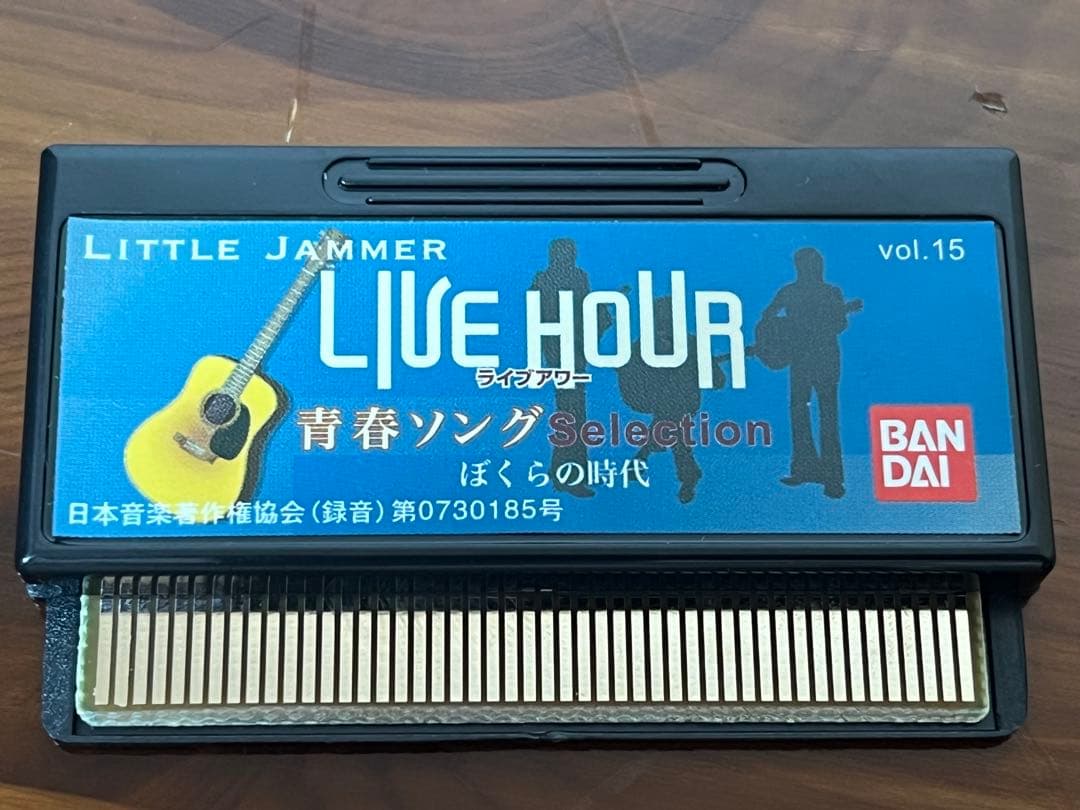 LITTLE JAMMER
vol.15
LIVE HOUR
ライブアワー
青春ソングSelection
ぼくらの時代
BAN
DAI
日本音楽著作権協会(録音)第0730185号